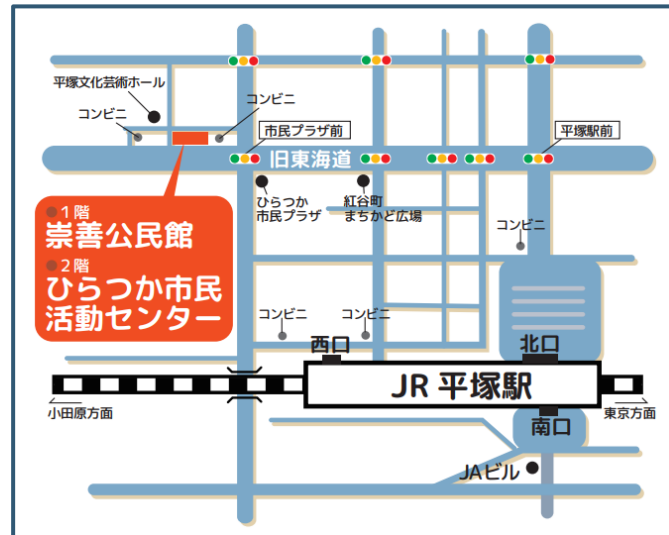 平塚文化芸術ホール
コンビニ
コンビニ
市民プラザ前
平塚駅前
旧東海道
ひらつか
市民プラザ
紅谷町
まちかど広場
●1階
崇善公民館
●2階
ひらつか市民
活動センター
コンビニ
コンビニ
コンビニ
西口
北口
JR 平塚駅
小田原方面
東京方面
南口
JAビル